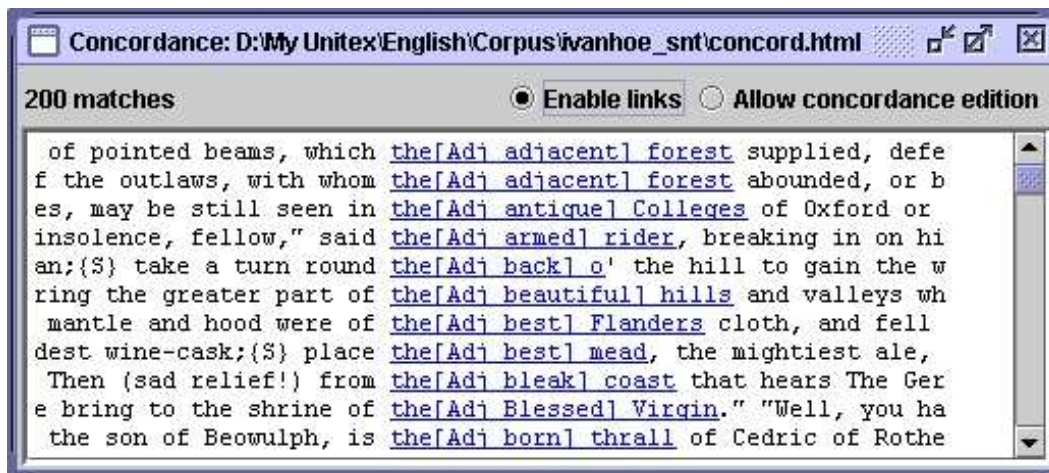 Concordance: D:\My Unitex\English\Corpus\ivanhoe_snt\concord.html
200 matches Enable links Allow concordance edition
of pointed beams, which the[Adj adjacent] forest supplied, defe
f the outlaws, with whom the[Adj adjacent] forest abounded, or b
es, may be still seen in the[Adj antique] Colleges of Oxford or
insolence, fellow," said the[Adj armed] rider, breaking in on hi
an;{S} take a turn round the[Adj back] o' the hill to gain the w
ring the greater part of the[Adj beautiful] hills and valleys wh
mantle and hood were of the[Adj best] Flanders cloth, and fell
dest wine-cask;{S} place the[Adj best] mead, the mightiest ale,
Then (sad relief!) from the[Adj bleak] coast that hears The Ger
e bring to the shrine of the[Adj Blessed] Virgin." "Well, you ha
the son of Beowulph, is the[Adj born] thrall of Cedric of Rothe